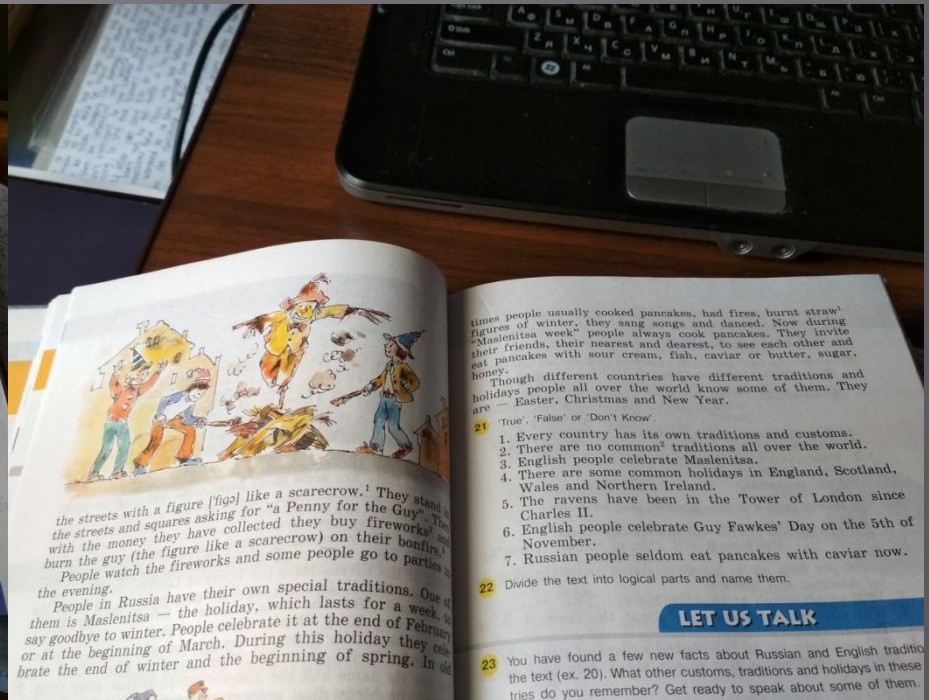 the streets with a figure ['fɪgə] like a scarecrow.¹ They stand in
the streets and squares asking for “a Penny for the Guy”. Then
with the money they have collected they buy fireworks² and
burn the guy (the figure like a scarecrow) on their bonfire.³
People watch the fireworks and some people go to parties in
the evening.
People in Russia have their own special traditions. One of
them is Maslenitsa — the holiday, which lasts for a week, to
say goodbye to winter. People celebrate it at the end of February
or at the beginning of March. During this holiday they cele-
brate the end of winter and the beginning of spring. In old
times people usually cooked pancakes, had fires, burnt straw¹
figures of winter, they sang songs and danced. Now during
“Maslenitsa week” people always cook pancakes. They invite
their friends, their nearest and dearest, to see each other and
eat pancakes with sour cream, fish, caviar or butter, sugar,
honey.
Though different countries have different traditions and
holidays people all over the world know some of them. They
are — Easter, Christmas and New Year.
21 ‘True’, ‘False’ or ‘Don’t Know’.
1. Every country has its own traditions and customs.
2. There are no common² traditions all over the world.
3. English people celebrate Maslenitsa.
4. There are some common holidays in England, Scotland,
Wales and Northern Ireland.
5. The ravens have been in the Tower of London since
Charles II.
6. English people celebrate Guy Fawkes’ Day on the 5th of
November.
7. Russian people seldom eat pancakes with caviar now.
22 Divide the text into logical parts and name them.
LET US TALK
23 You have found a few new facts about Russian and English traditio
the text (ex. 20). What other customs, traditions and holidays in these
tries do you remember? Get ready to speak about some of them.